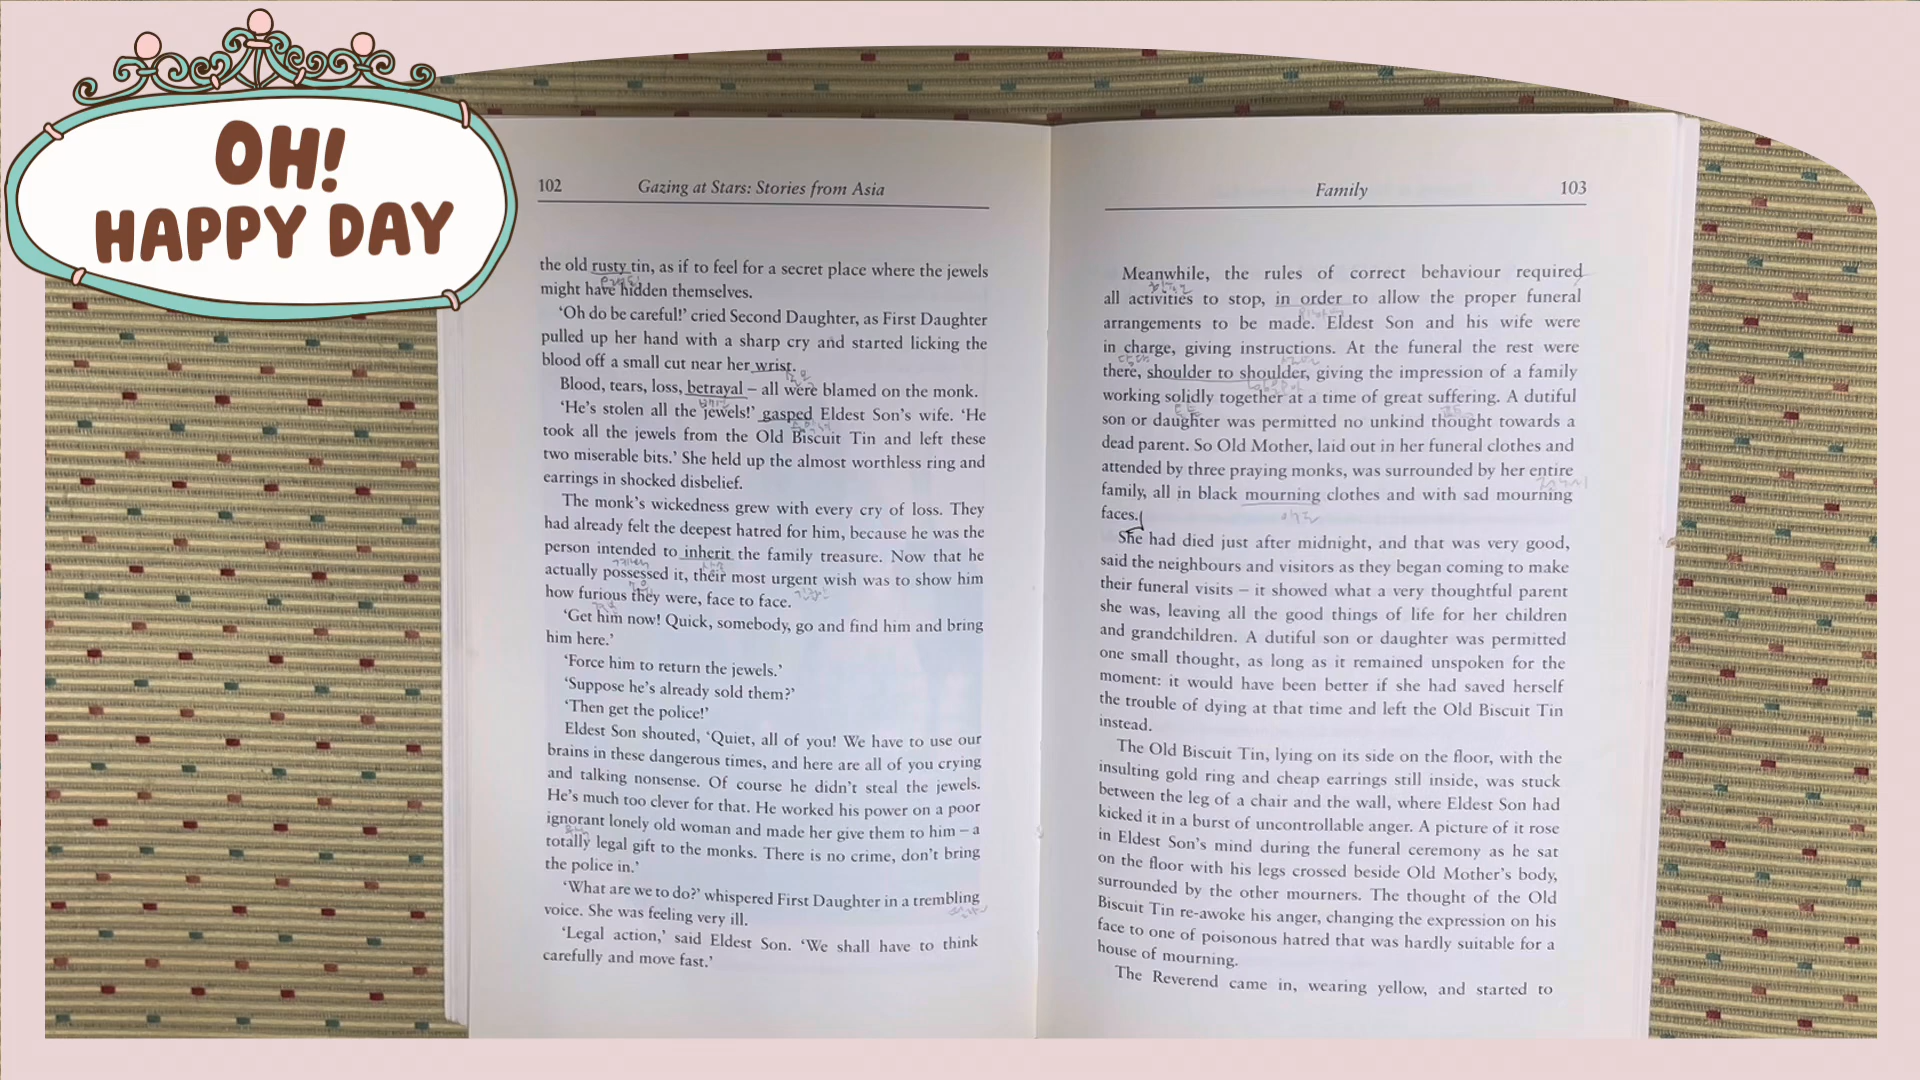 OH!
HAPPY DAY
102 Gazing at Stars: Stories from Asia
the old rusty tin, as if to feel for a secret place where the jewels
might have hidden themselves.
‘Oh do be careful!’ cried Second Daughter, as First Daughter
pulled up her hand with a sharp cry and started licking the
blood off a small cut near her wrist.
Blood, tears, loss, betrayal – all were blamed on the monk.
‘He’s stolen all the jewels!’ gasped Eldest Son’s wife. ‘He
took all the jewels from the Old Biscuit Tin and left these
two miserable bits.’ She held up the almost worthless ring and
earrings in shocked disbelief.
The monk’s wickedness grew with every cry of loss. They
had already felt the deepest hatred for him, because he was the
person intended to inherit the family treasure. Now that he
actually possessed it, their most urgent wish was to show him
how furious they were, face to face.
‘Get him now! Quick, somebody, go and find him and bring
him here.’
‘Force him to return the jewels.’
‘Suppose he’s already sold them?’
‘Then get the police!’
Eldest Son shouted, ‘Quiet, all of you! We have to use our
brains in these dangerous times, and here are all of you crying
and talking nonsense. Of course he didn’t steal the jewels.
He’s much too clever for that. He worked his power on a poor
ignorant lonely old woman and made her give them to him – a
totally legal gift to the monks. There is no crime, don’t bring
the police in.’
‘What are we to do?’ whispered First Daughter in a trembling
voice. She was feeling very ill.
‘Legal action,’ said Eldest Son. ‘We shall have to think
carefully and move fast.’
Family 103
Meanwhile, the rules of correct behaviour required
all activities to stop, in order to allow the proper funeral
arrangements to be made. Eldest Son and his wife were
in charge, giving instructions. At the funeral the rest were
there, shoulder to shoulder, giving the impression of a family
working solidly together at a time of great suffering. A dutiful
son or daughter was permitted no unkind thought towards a
dead parent. So Old Mother, laid out in her funeral clothes and
attended by three praying monks, was surrounded by her entire
family, all in black mourning clothes and with sad mourning
faces.
She had died just after midnight, and that was very good,
said the neighbours and visitors as they began coming to make
their funeral visits – it showed what a very thoughtful parent
she was, leaving all the good things of life for her children
and grandchildren. A dutiful son or daughter was permitted
one small thought, as long as it remained unspoken for the
moment: it would have been better if she had saved herself
the trouble of dying at that time and left the Old Biscuit Tin
instead.
The Old Biscuit Tin, lying on its side on the floor, with the
insulting gold ring and cheap earrings still inside, was stuck
between the leg of a chair and the wall, where Eldest Son had
kicked it in a burst of uncontrollable anger. A picture of it rose
in Eldest Son’s mind during the funeral ceremony as he sat
on the floor with his legs crossed beside Old Mother’s body,
surrounded by the other mourners. The thought of the Old
Biscuit Tin re-awoke his anger, changing the expression on his
face to one of poisonous hatred that was hardly suitable for a
house of mourning.
The Reverend came in, wearing yellow, and started to